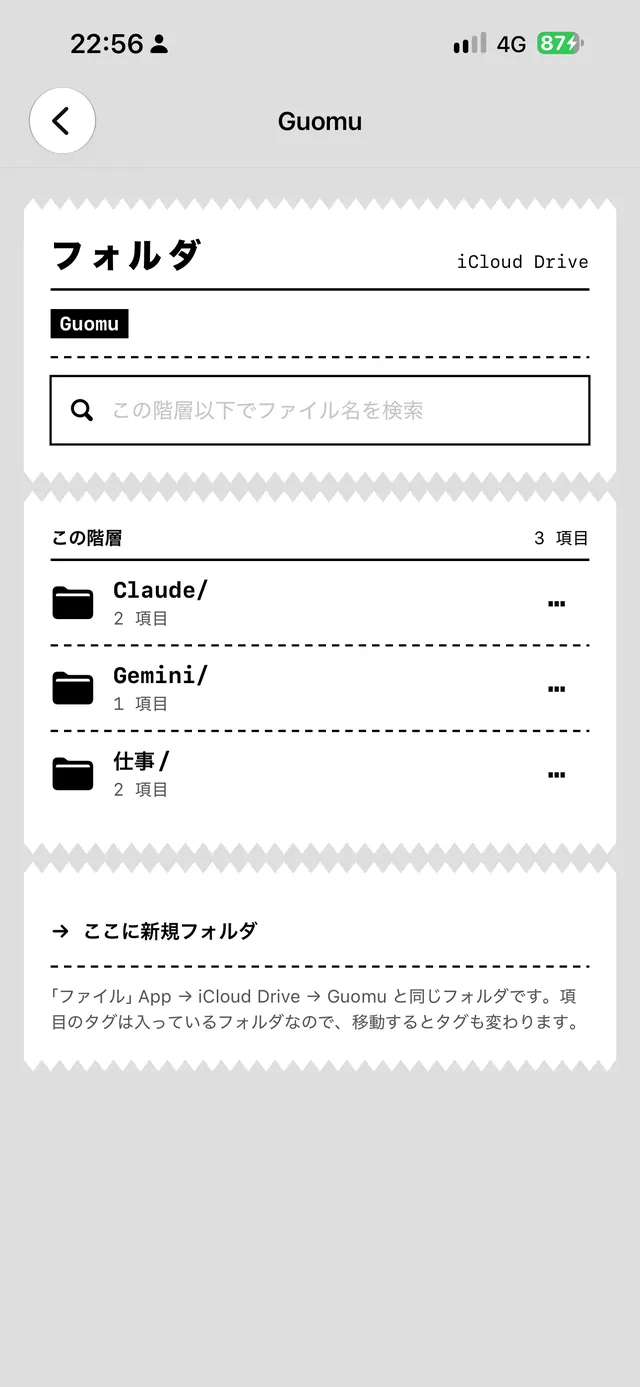 22:56
4G
87
Guomu
フォルダ
iCloud Drive
Guomu
この階層以下でファイル名を検索
この階層
3 項目
Claude/
2 項目
Gemini/
1 項目
仕事/
2 項目
→ ここに新規フォルダ
「ファイル」App → iCloud Drive → Guomu と同じフォルダです。項
目のタグは入っているフォルダなので、移動するとタグも変わります。